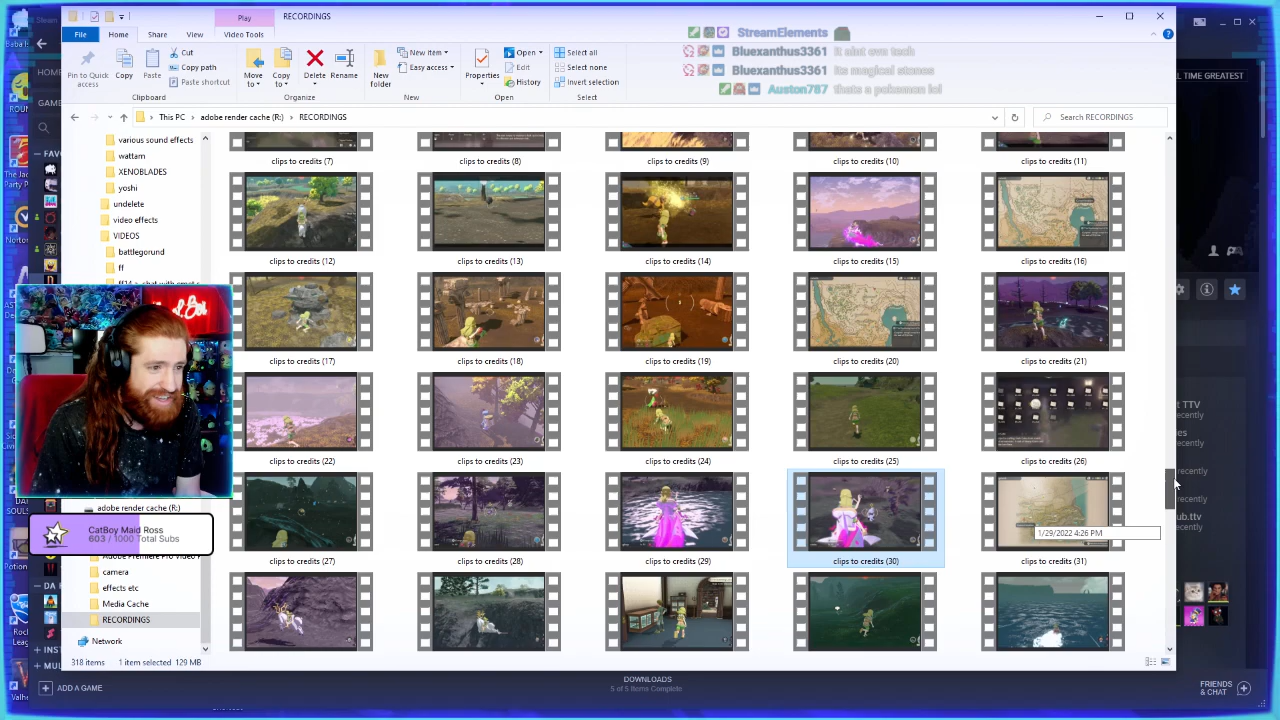 Play
RECORDINGS
File
Home
Share
View
Video Tools
Pin to Quick access
Copy
Paste
Cut
Copy path
Paste shortcut
Clipboard
Move to
Copy to
Delete
Rename
Organize
New folder
New item
Easy access
New
Properties
Open
Edit
History
Open
Select all
Select none
Invert selection
Select
StreamElements
Bluexanthus3361 It aint ovn tech
Bluexanthus3361 Its magical stones
Auston787 thats a pokemon lol
This PC
adobe render cache (R:)
RECORDINGS
Search RECORDINGS
ALL TIME GREATEST
various sound effects
wattam
XENOBLADES
yoshi
undelete
video effects
VIDEOS
battleground
ff
clips to credits (7)
clips to credits (8)
clips to credits (9)
clips to credits (10)
clips to credits (11)
clips to credits (12)
clips to credits (13)
clips to credits (14)
clips to credits (15)
clips to credits (16)
clips to credits (17)
clips to credits (18)
clips to credits (19)
clips to credits (20)
clips to credits (21)
clips to credits (22)
clips to credits (23)
clips to credits (24)
clips to credits (25)
clips to credits (26)
clips to credits (27)
clips to credits (28)
clips to credits (29)
clips to credits (30)
clips to credits (31)
1/29/2022 4:26 PM
adobe render cache (R:)
CatBoy Maid Ross
603 / 1000 Total Subs
camera
effects etc
Media Cache
RECORDINGS
Network
318 items
1 item selected
129 MB
ADD A GAME
DOWNLOADS
5 of 5 Items Complete
FRIENDS & CHAT